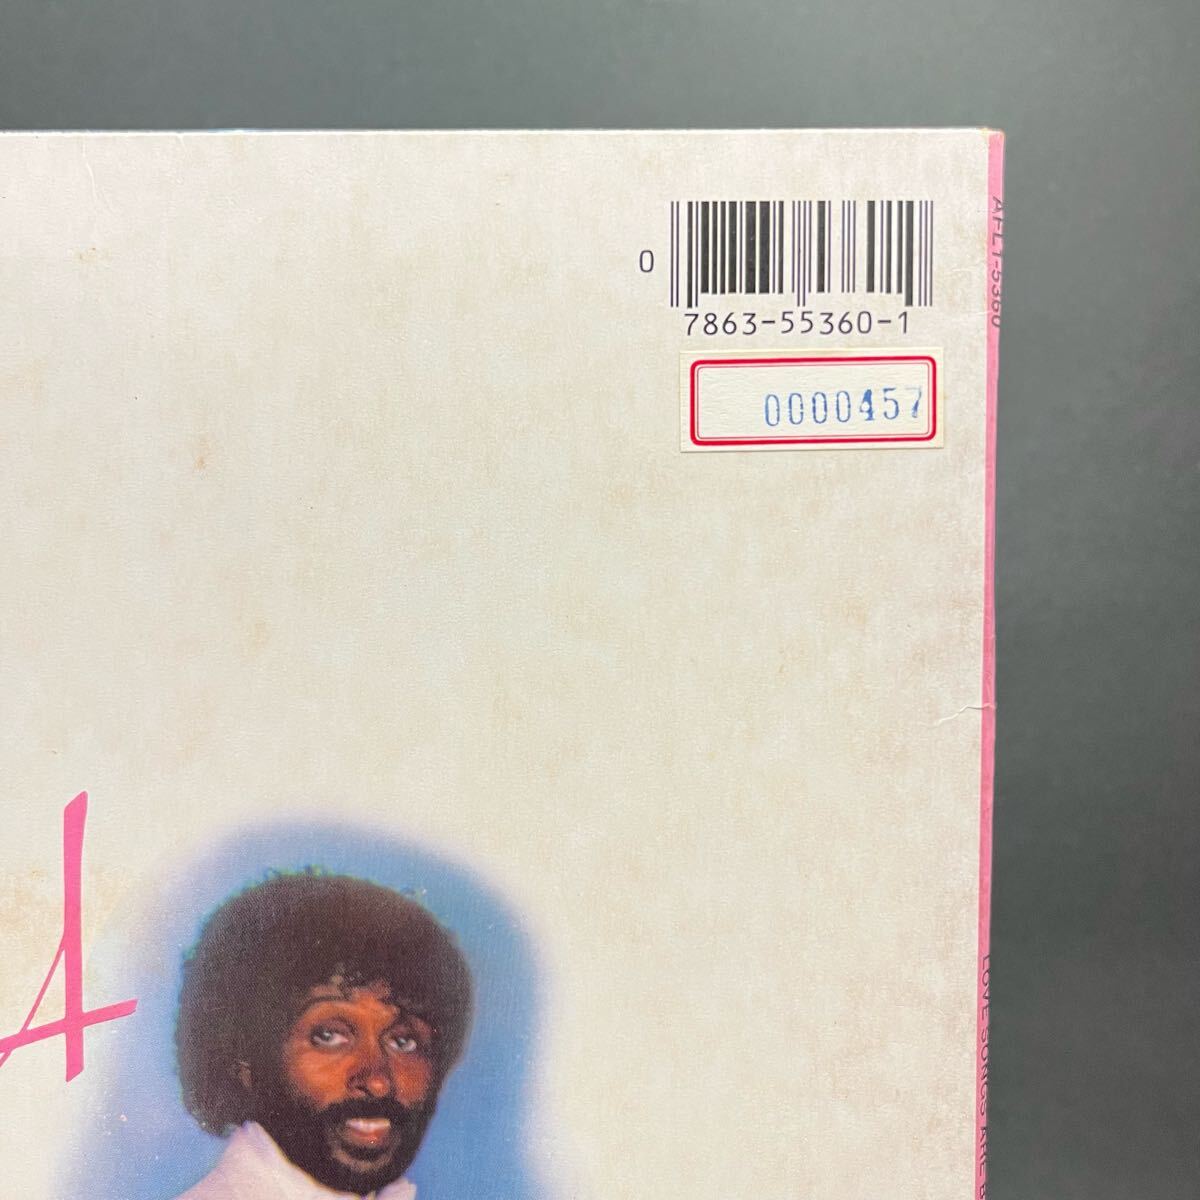 0
7863-55360-1
0000457
AFL1-5360
A
LOVE SONGS ARE B